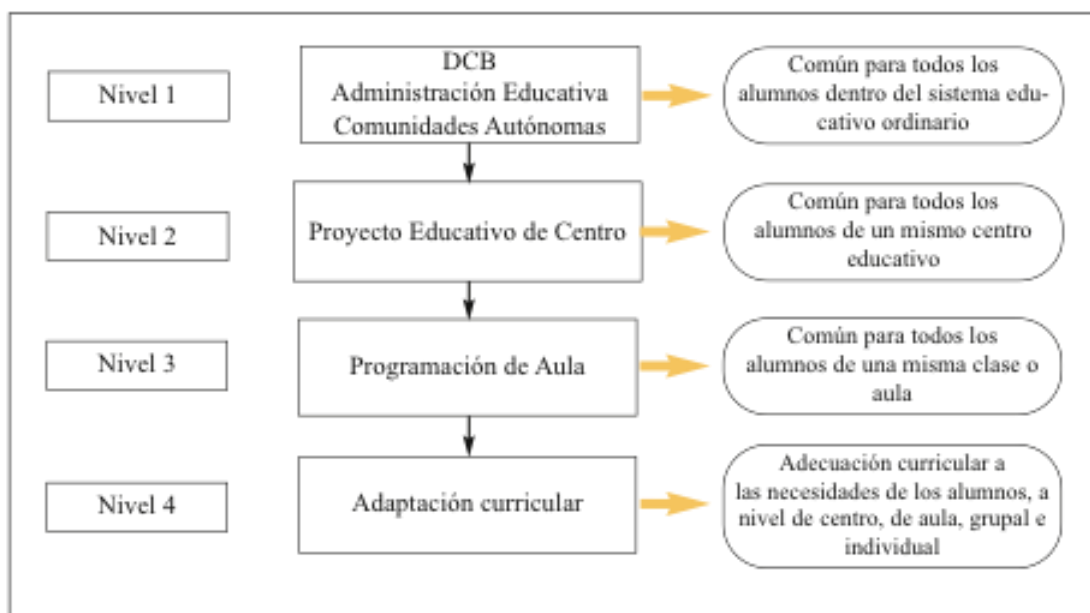 Nivel 1
DCB
Administración Educativa
Comunidades Autónomas
Común para todos los
alumnos dentro del sistema edu-
cativo ordinario
Nivel 2
Proyecto Educativo de Centro
Común para todos los
alumnos de un mismo centro
educativo
Nivel 3
Programación de Aula
Común para todos los
alumnos de una misma clase o
aula
Nivel 4
Adaptación curricular
Adecuación curricular a
las necesidades de los alumnos, a
nivel de centro, de aula, grupal e
individual